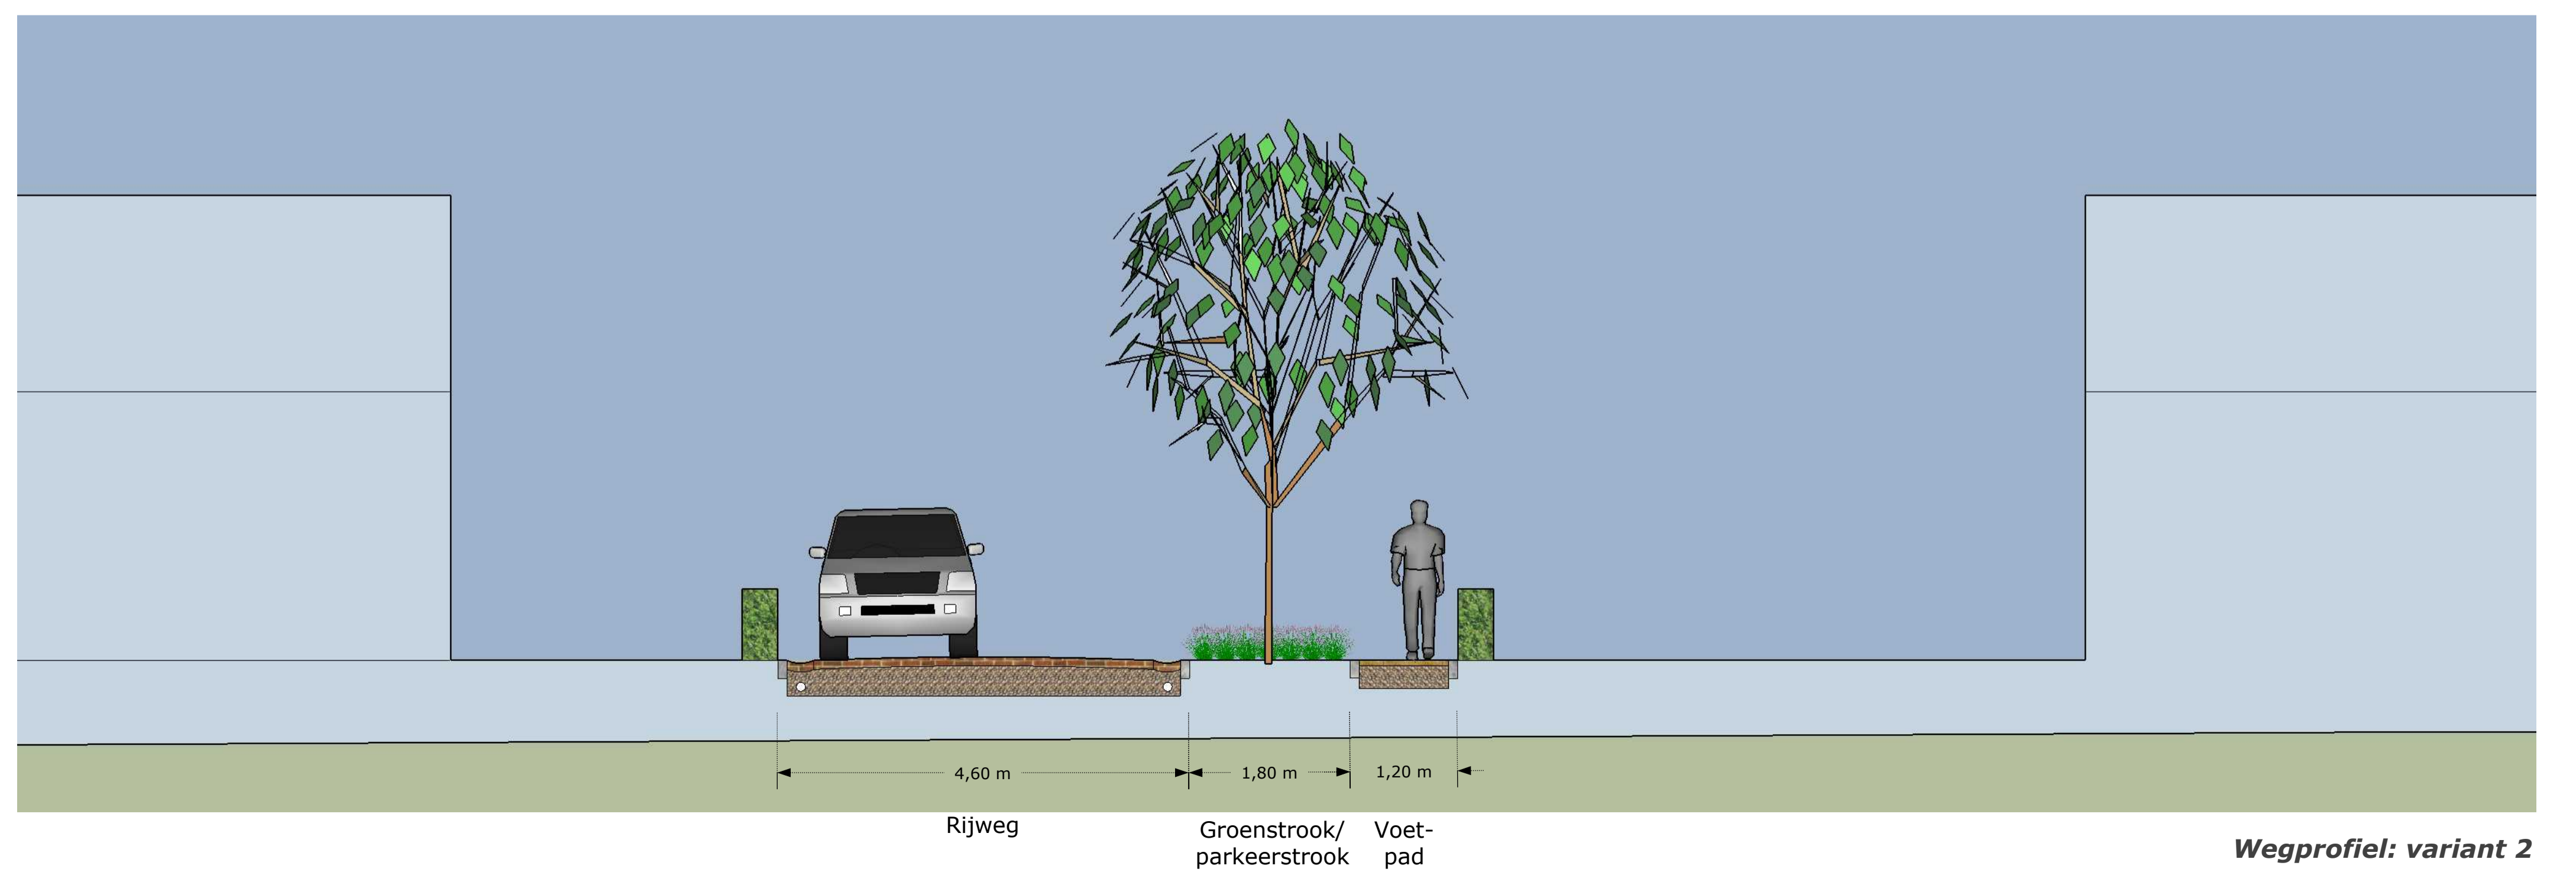 4,60 m
1,80 m
1,20 m
Rijweg
Groenstrook/
parkeerstrook
Voet-
pad
Wegprofiel: variant 2